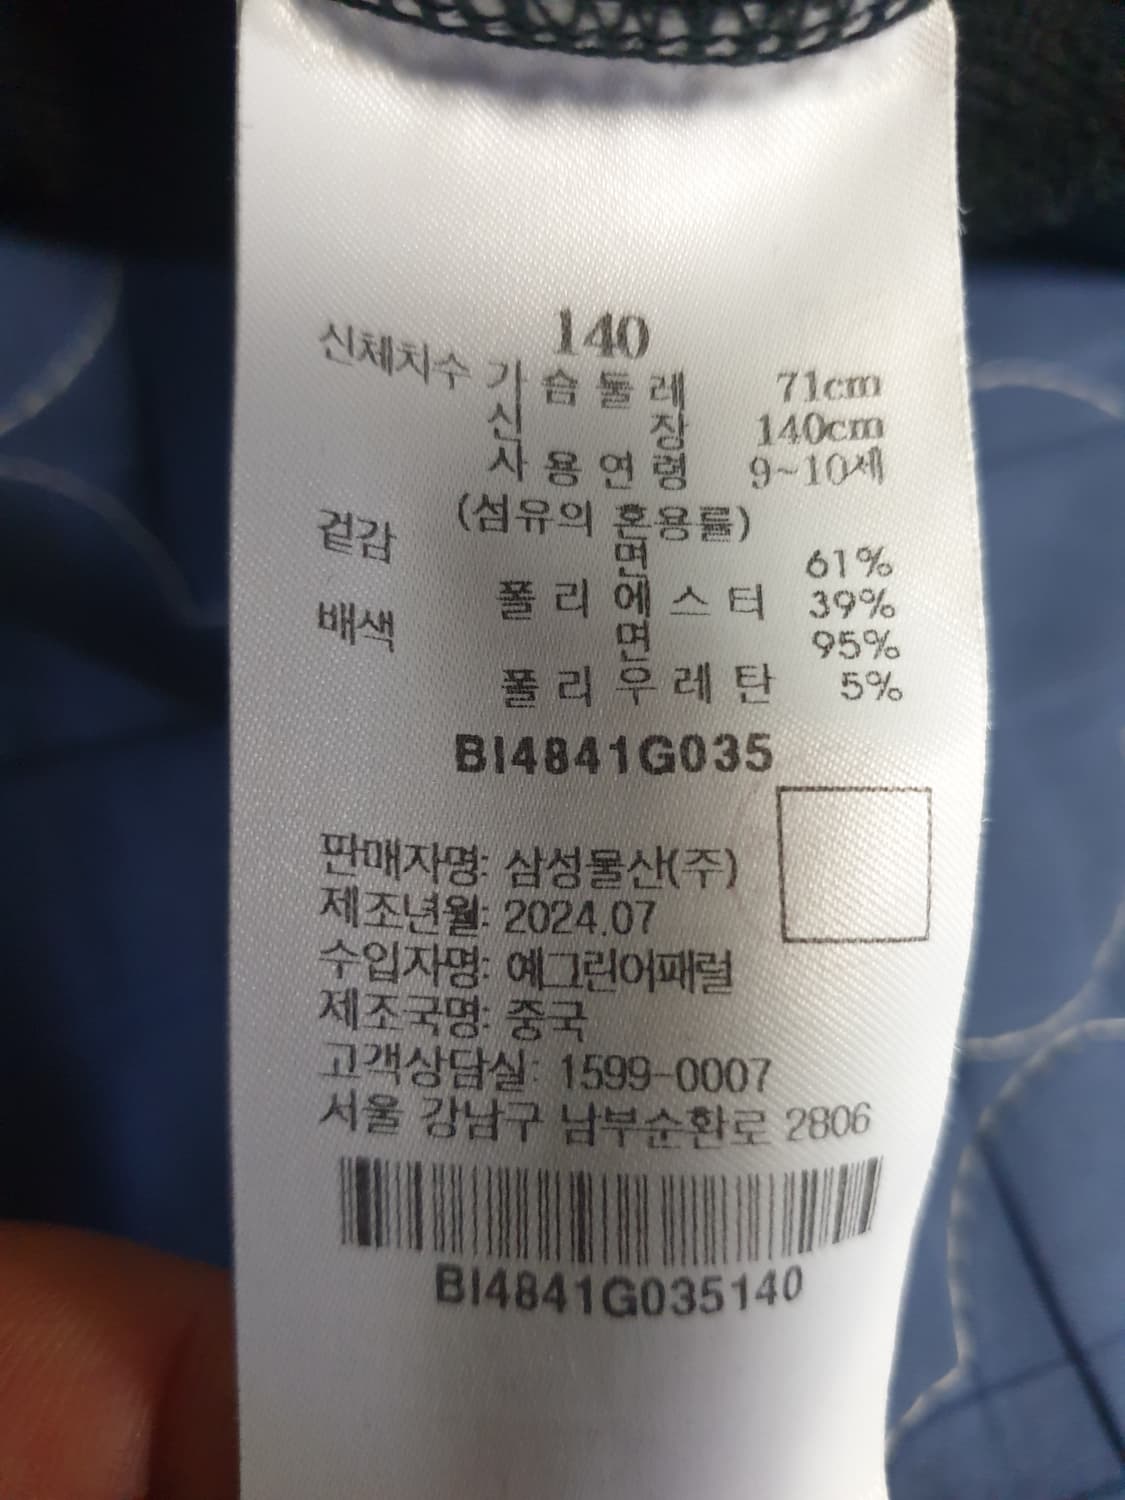 140
신체치수 가슴둘레 71cm
신장 140cm
사용연령 9~10세
(섬유의 혼용률)
겉감 면 61%
폴리에스터 39%
배색 면 95%
폴리우레탄 5%
BI4841G035
판매자명: 삼성물산(주)
제조년월: 2024.07
수입자명: 예그린어패럴
제조국명: 중국
고객상담실: 1599-0007
서울 강남구 남부순환로 2806
BI4841G035140